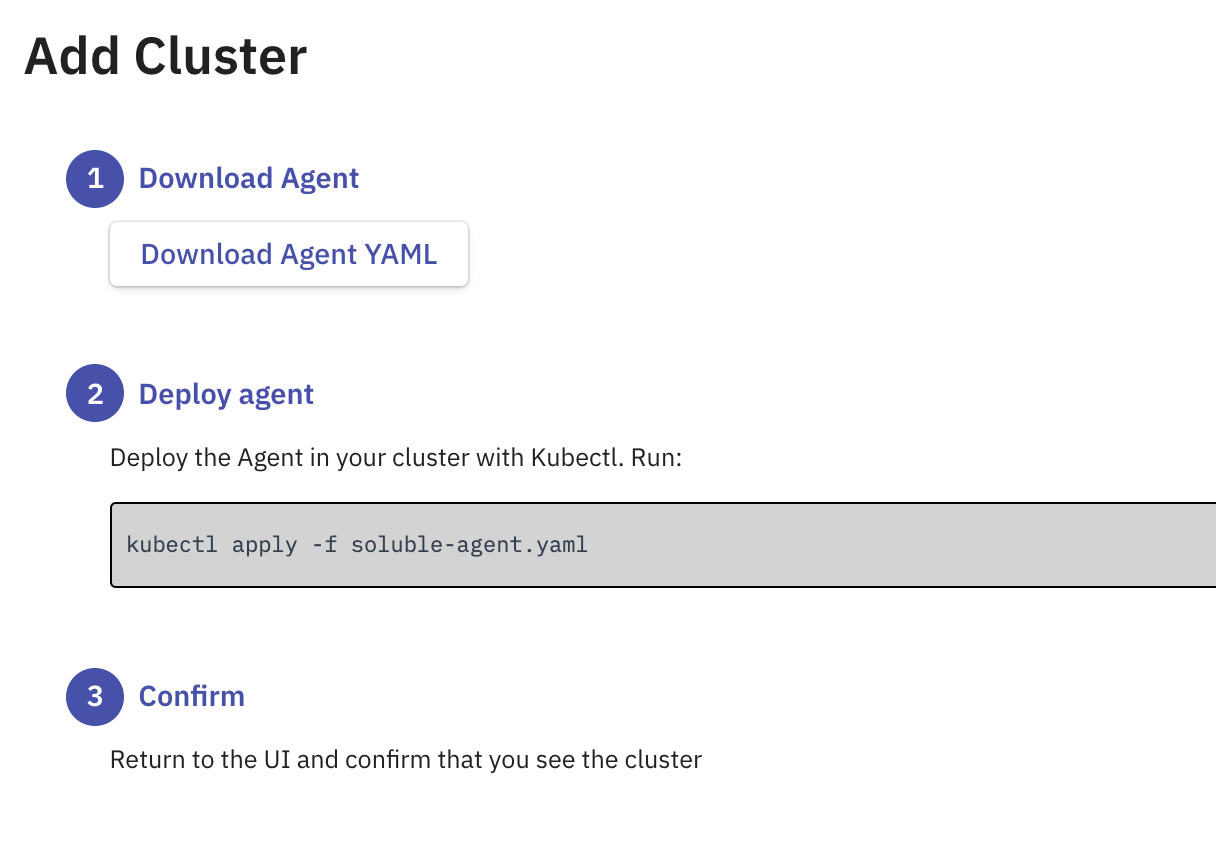 Add Cluster
1 Download Agent
Download Agent YAML
2 Deploy agent
Deploy the Agent in your cluster with Kubectl. Run:
kubectl apply -f soluble-agent.yaml
3 Confirm
Return to the UI and confirm that you see the cluster